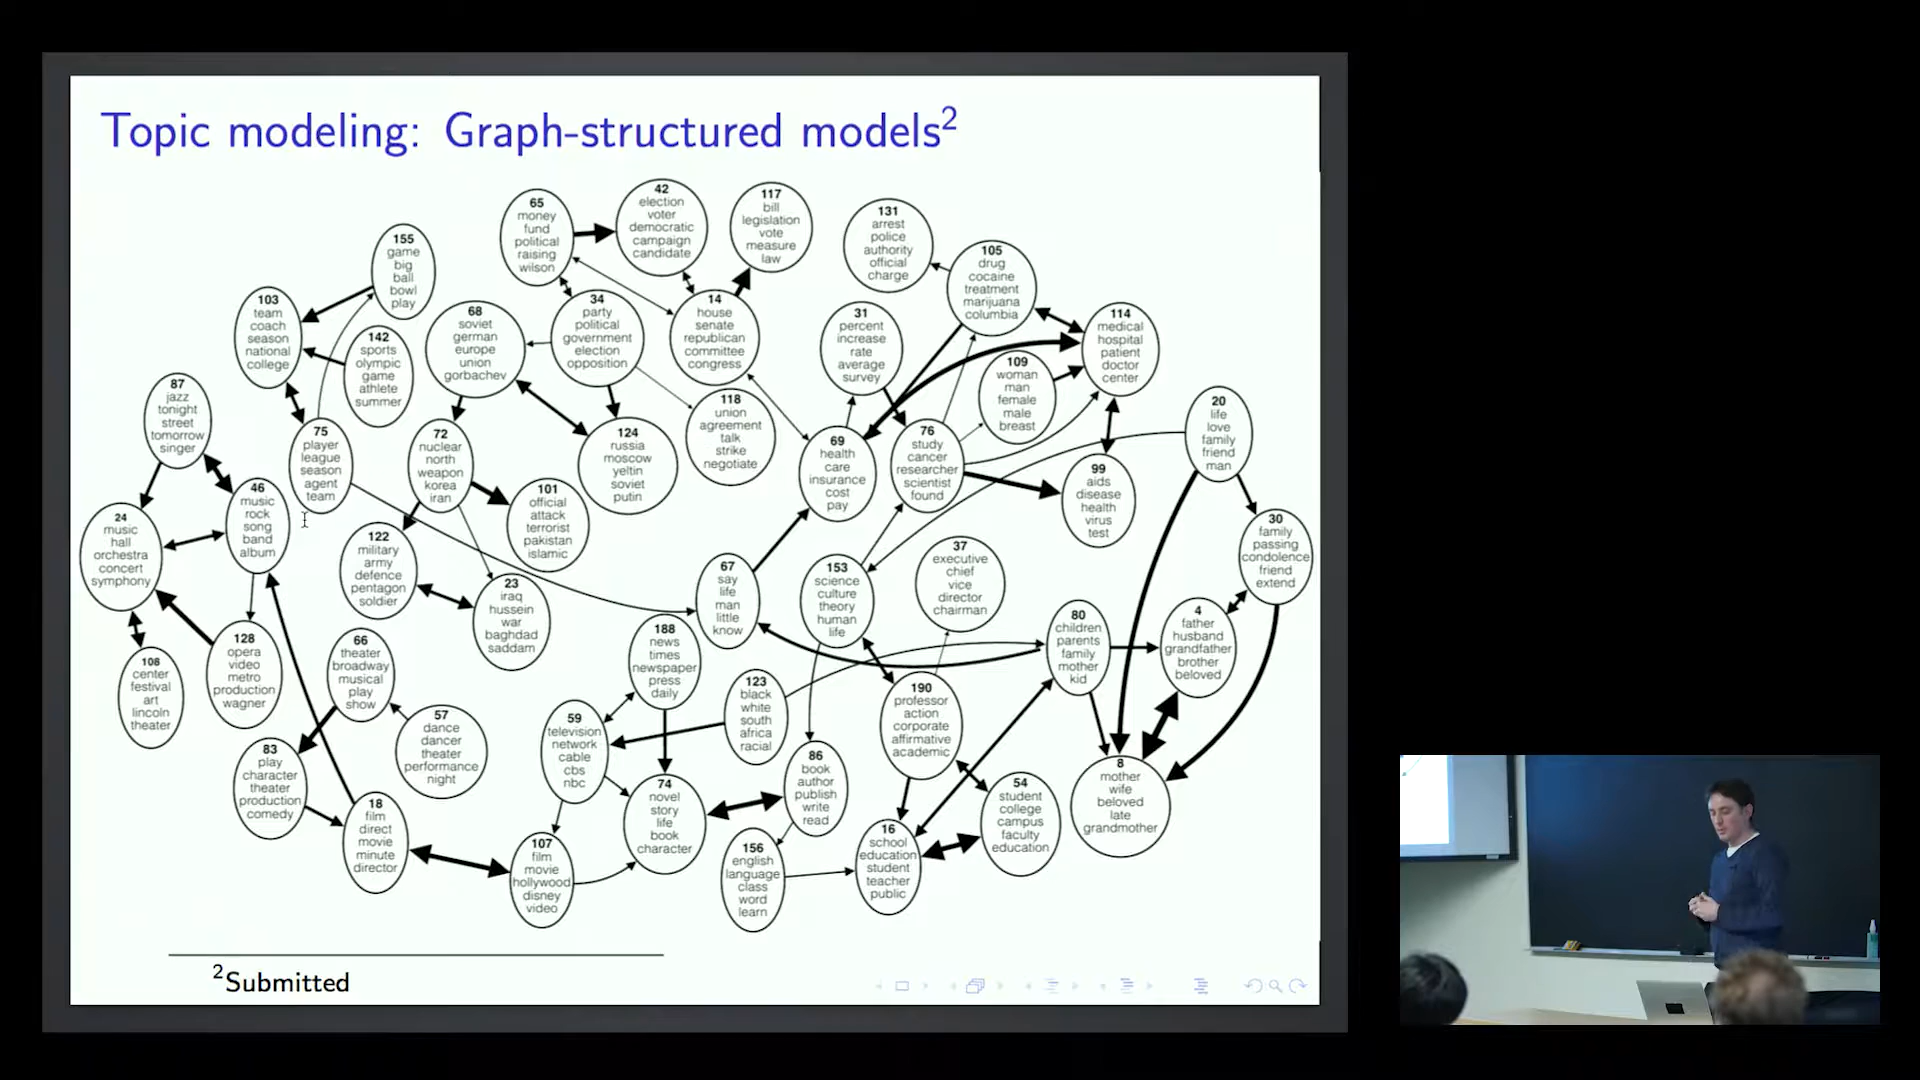 Topic modeling: Graph-structured models2
65
money
fund
political
raising
wilson
42
election
voter
democratic
campaign
candidate
117
bill
legislation
vote
measure
law
131
arrest
police
authority
official
charge
155
game
big
ball
bowl
play
105
drug
cocaine
treatment
marijuana
columbia
103
team
coach
season
national
college
68
soviet
german
europe
union
gorbachev
34
party
political
government
election
opposition
14
house
senate
republican
committee
congress
31
percent
increase
rate
average
survey
114
medical
hospital
patient
doctor
center
142
sports
olympic
game
athlete
summer
109
woman
man
female
male
breast
87
jazz
tonight
street
tomorrow
singer
118
union
agreement
talk
strike
negotiate
20
life
love
family
friend
man
75
player
league
season
agent
team
72
nuclear
north
weapon
korea
iran
124
russia
moscow
yeltin
soviet
putin
69
health
care
insurance
cost
pay
76
study
cancer
researcher
scientist
found
99
aids
disease
health
virus
test
46
music
rock
song
band
album
101
official
attack
terrorist
pakistan
islamic
24
music
hall
orchestra
concert
symphony
30
family
passing
condolence
friend
extend
122
military
army
defence
pentagon
soldier
23
iraq
hussein
war
baghdad
saddam
67
say
life
man
little
know
153
science
culture
theory
human
life
37
executive
chief
vice
director
chairman
80
children
parents
family
mother
kid
4
father
husband
grandfather
brother
beloved
128
opera
video
metro
production
wagner
66
theater
broadway
musical
play
show
188
news
times
newspaper
press
daily
108
center
festival
art
lincoln
theater
123
black
white
south
africa
racial
190
professor
action
corporate
affirmative
academic
57
dance
dancer
theater
performance
night
59
television
network
cable
cbs
nbc
83
play
character
theater
production
comedy
86
book
author
publish
write
read
8
mother
wife
beloved
late
grandmother
74
novel
story
life
book
character
54
student
college
campus
faculty
education
18
film
direct
movie
minute
director
16
school
education
student
teacher
public
107
film
movie
hollywood
disney
video
156
english
language
class
word
learn
2Submitted